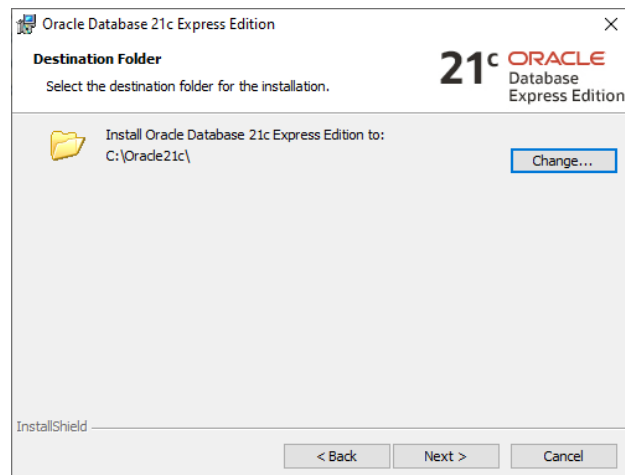 Oracle Database 21c Express Edition
Destination Folder
Select the destination folder for the installation.
21c ORACLE
Database
Express Edition
Install Oracle Database 21c Express Edition to:
C:\Oracle21c\
Change...
InstallShield
< Back
Next >
Cancel